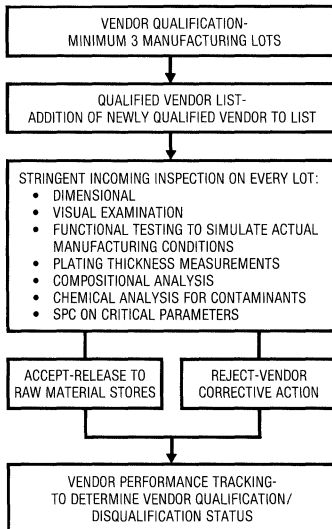 VENDOR QUALIFICATION-
MINIMUM 3 MANUFACTURING LOTS
QUALIFIED VENDOR LIST-
ADDITION OF NEWLY QUALIFIED VENDOR TO LIST
STRINGENT INCOMING INSPECTION ON EVERY LOT:
• DIMENSIONAL
• VISUAL EXAMINATION
• FUNCTIONAL TESTING TO SIMULATE ACTUAL
MANUFACTURING CONDITIONS
• PLATING THICKNESS MEASUREMENTS
• COMPOSITIONAL ANALYSIS
• CHEMICAL ANALYSIS FOR CONTAMINANTS
• SPC ON CRITICAL PARAMETERS
ACCEPT-RELEASE TO
RAW MATERIAL STORES
REJECT-VENDOR
CORRECTIVE ACTION
VENDOR PERFORMANCE TRACKING-
TO DETERMINE VENDOR QUALIFICATION/
DISQUALIFICATION STATUS